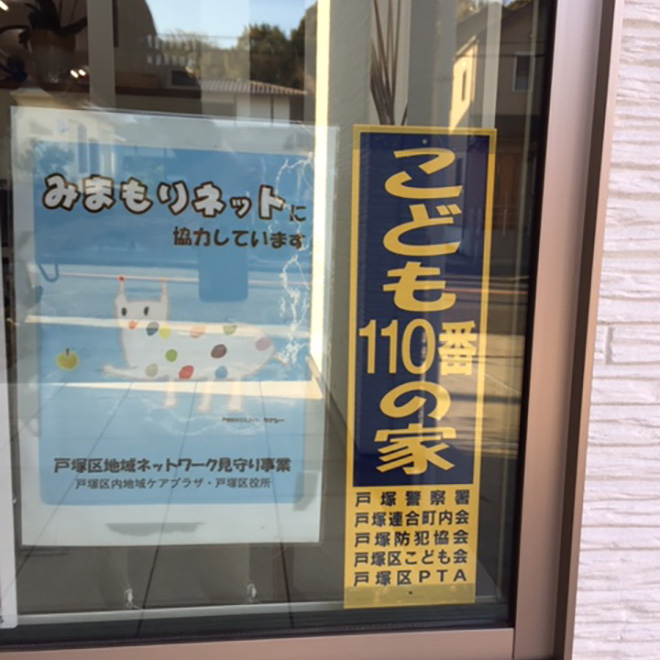 みまもりネットに
協力しています
戸塚区地域ネットワーク見守り事業
戸塚区内地域ケアプラザ・戸塚区役所
こども
110番
の家
戸塚警察署
戸塚連合町内会
戸塚防犯協会
戸塚区こども会
戸塚区PTA